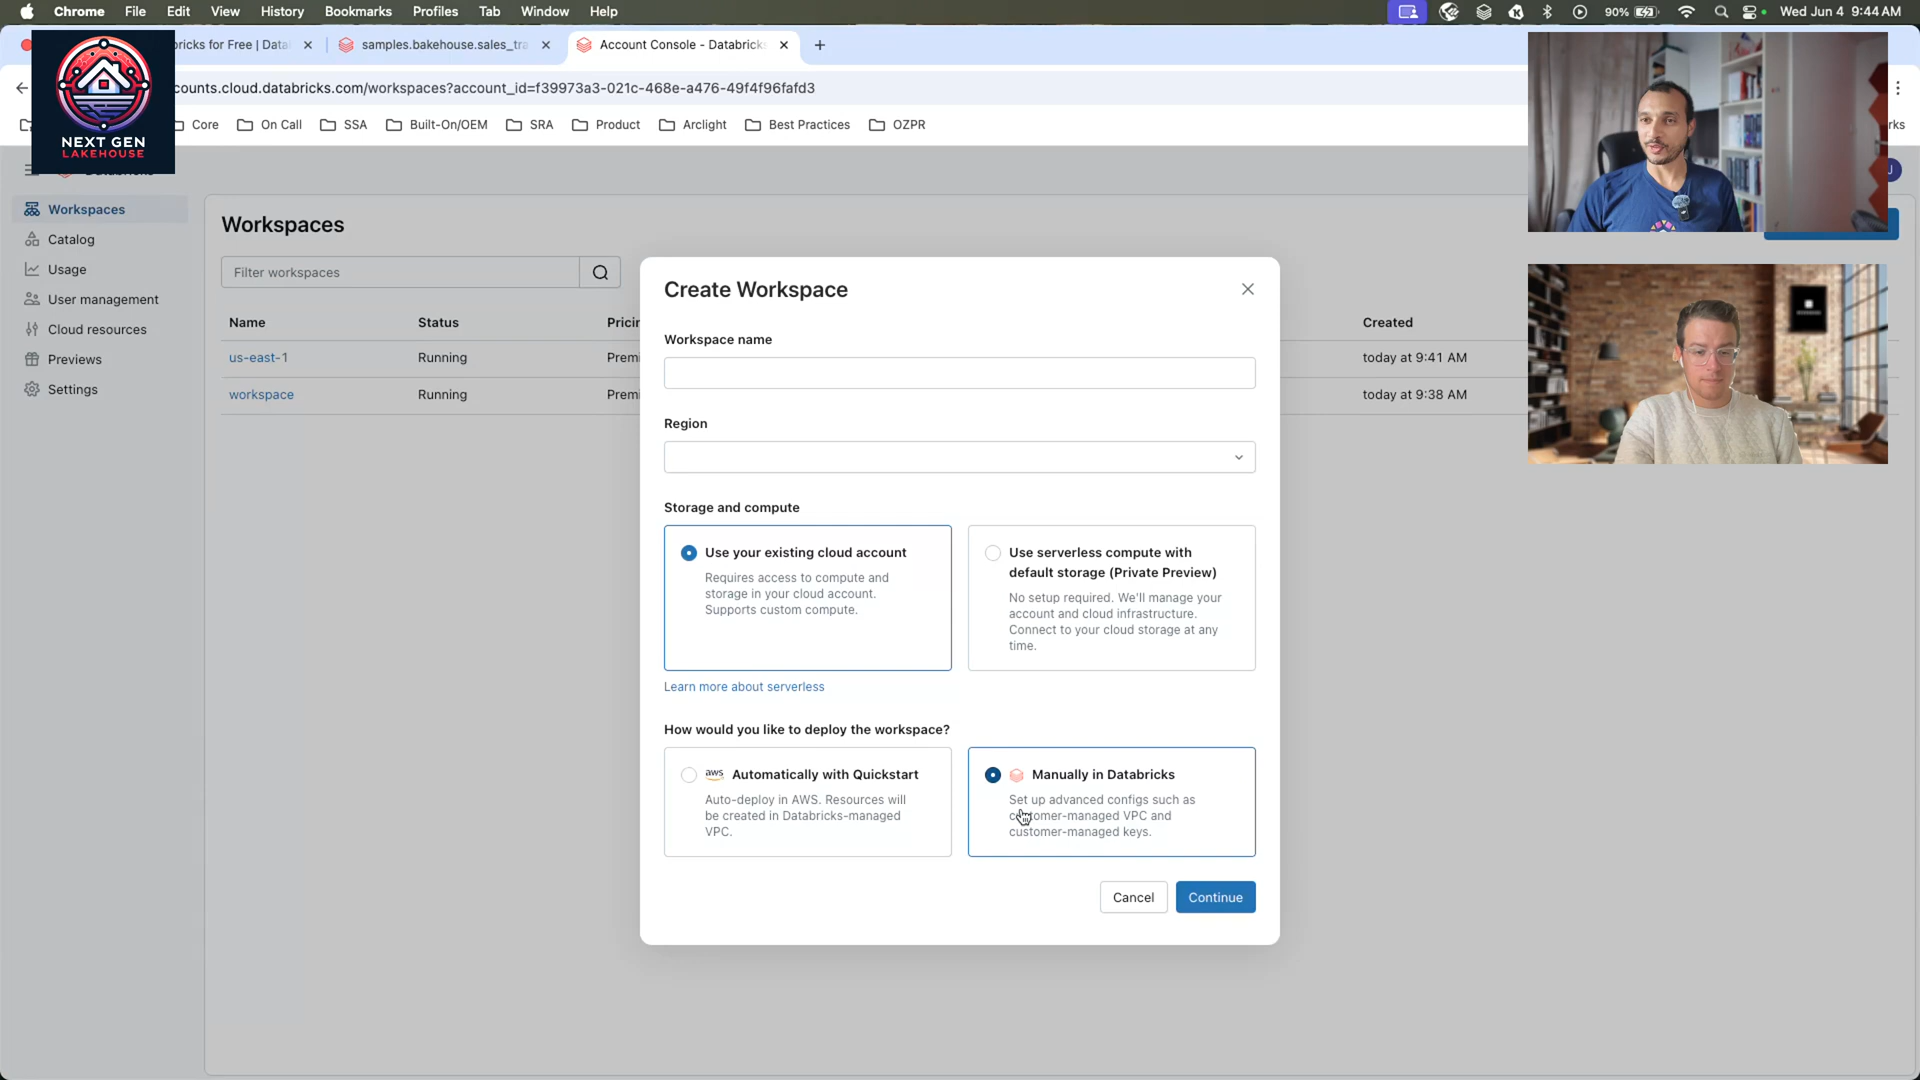 Chrome File Edit View History Bookmarks Profiles Tab Window Help
90%
Wed Jun 4 9:44 AM
ricks for Free | Data
samples.bakehouse.sales_tra
Account Console - Databricks
counts.cloud.databricks.com/workspaces?account_id=f39973a3-021c-468e-a476-49f4f96fafd3
NEXT GEN
LAKEHOUSE
Core On Call SSA Built-On/OEM SRA Product Arclight Best Practices OZPR
rks
Workspaces
Catalog
Usage
User management
Cloud resources
Previews
Settings
Workspaces
Filter workspaces
Name Status Pricin Created
us-east-1 Running Premi today at 9:41 AM
workspace Running Premi today at 9:38 AM
Create Workspace
Workspace name
Region
Storage and compute
Use your existing cloud account
Requires access to compute and
storage in your cloud account.
Supports custom compute.
Use serverless compute with
default storage (Private Preview)
No setup required. We'll manage your
account and cloud infrastructure.
Connect to your cloud storage at any
time.
Learn more about serverless
How would you like to deploy the workspace?
aws Automatically with Quickstart
Auto-deploy in AWS. Resources will
be created in Databricks-managed
VPC.
Manually in Databricks
Set up advanced configs such as
customer-managed VPC and
customer-managed keys.
Cancel Continue